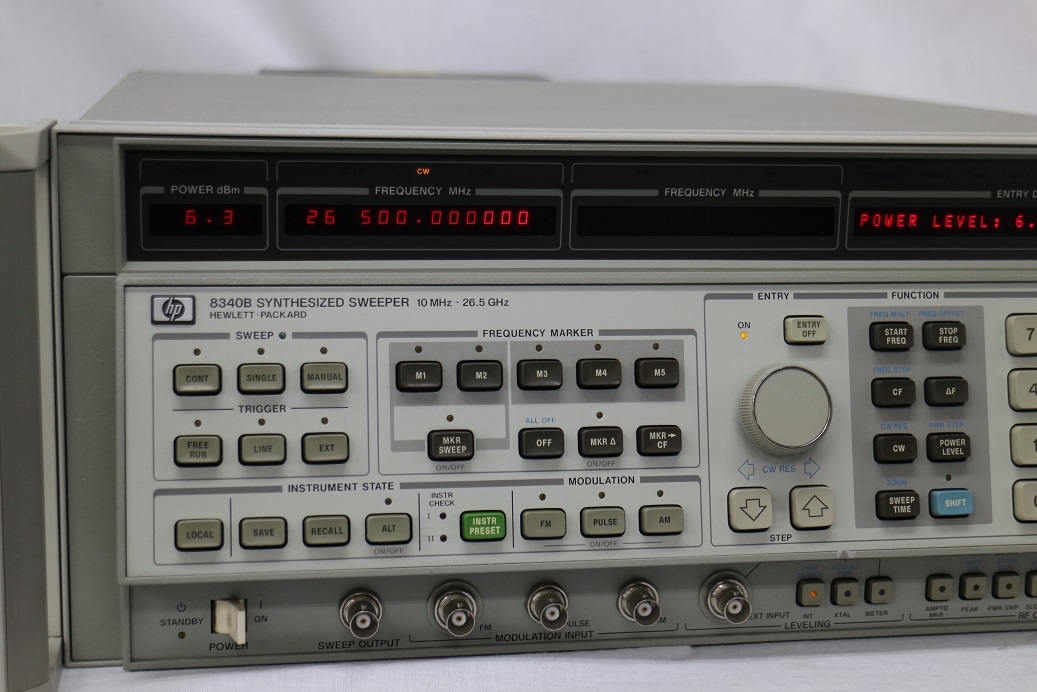 CW
POWER dBm
FREQUENCY MHz
FREQUENCY MHz
ENTRY D
6.3
26 500.000000
POWER LEVEL: 6.
hp
8340B SYNTHESIZED SWEEPER 10 MHz - 26.5 GHz
HEWLETT·PACKARD
SWEEP
CONT
SINGLE
MANUAL
TRIGGER
FREE RUN
LINE
EXT
FREQUENCY MARKER
M1
M2
M3
M4
M5
MKR SWEEP
ON/OFF
ALL OFF
OFF
MKR Δ
ON/OFF
MKR→ CF
INSTRUMENT STATE
LOCAL
SAVE
RECALL
ALT
ON/OFF
INSTR CHECK
I
II
INSTR PRESET
MODULATION
FM
PULSE
AM
ON/OFF
ENTRY
ON
ENTRY OFF
CW RES
STEP
FUNCTION
FREQ MULT
FREQ OFFSET
START FREQ
STOP FREQ
FREQ STEP
CF
ΔF
CW RES
PWR STEP
CW
POWER LEVEL
ZOOM
SWEEP TIME
SHIFT
7
4
1
STANDBY
I
ON
POWER
SWEEP OUTPUT
FM
MODULATION INPUT
EXT INPUT
INT
XTAL
METER
LEVELING
AMPTD MKR
PEAK
PWR SWP